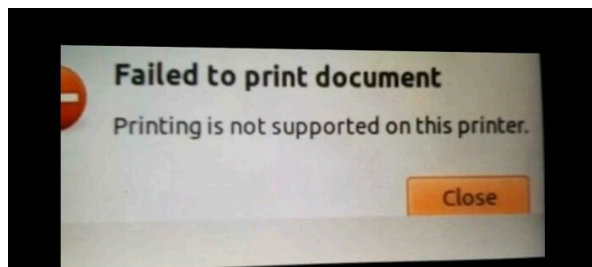 Failed to print document
Printing is not supported on this printer.
Close